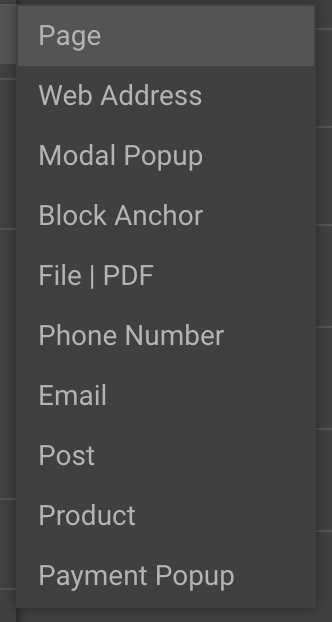 Page
Web Address
Modal Popup
Block Anchor
File | PDF
Phone Number
Email
Post
Product
Payment Popup